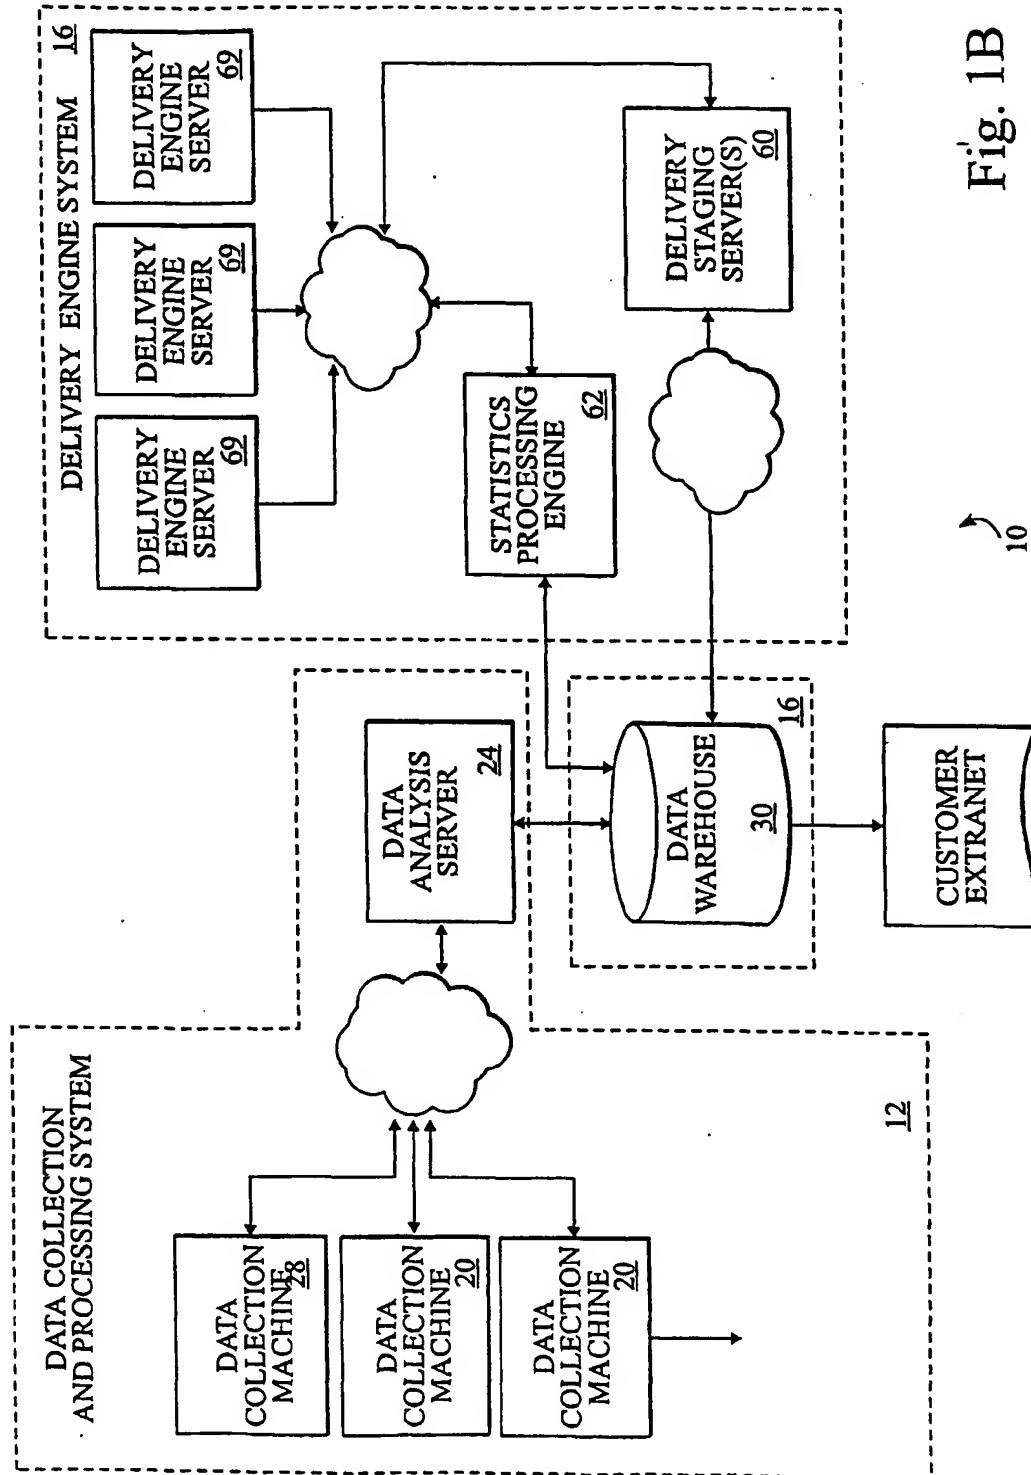 DATA COLLECTION
AND PROCESSING SYSTEM
DATA
COLLECTION
MACHINE
28
DATA
COLLECTION
MACHINE
20
DATA
COLLECTION
MACHINE
20
12
DATA
ANALYSIS
SERVER
24
DATA
WAREHOUSE
30
16
CUSTOMER
EXTRANET
DELIVERY ENGINE SYSTEM
16
DELIVERY
ENGINE
SERVER
69
DELIVERY
ENGINE
SERVER
69
DELIVERY
ENGINE
SERVER
69
STATISTICS
PROCESSING
ENGINE
62
DELIVERY
STAGING
SERVER(S)
60
10
Fig. 1B